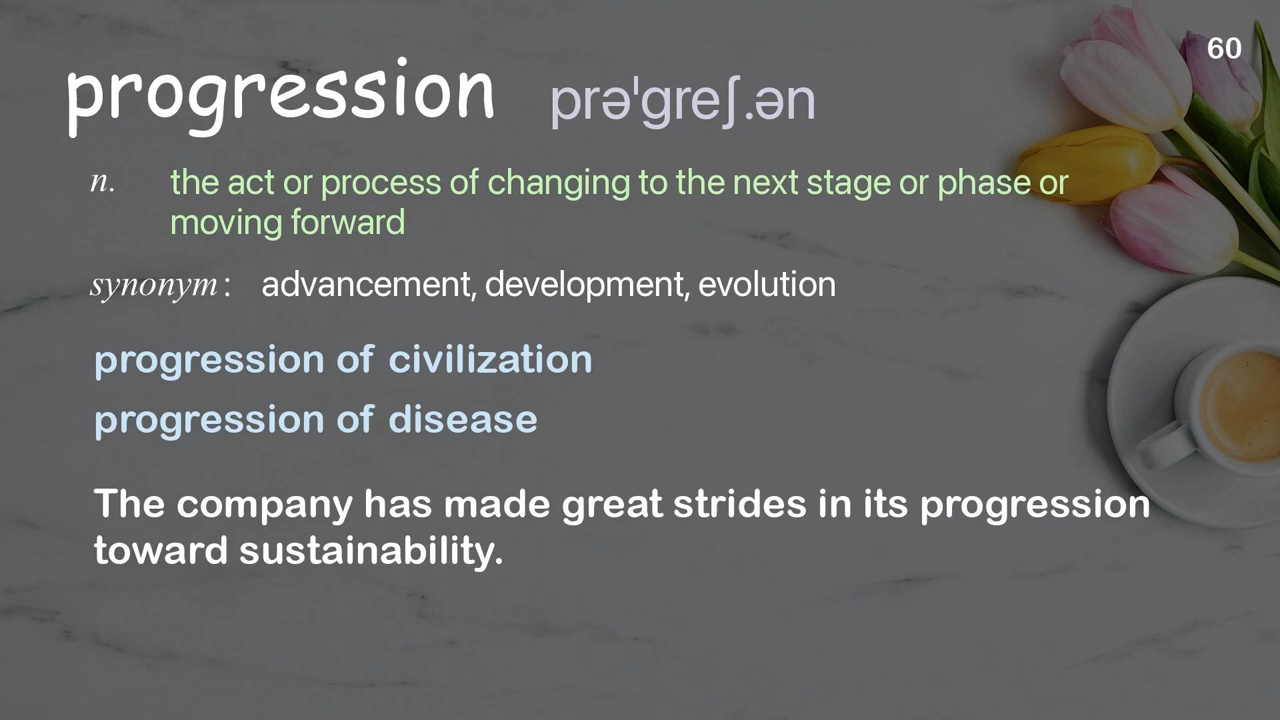 60
progression prəˈgreʃ.ən
n. the act or process of changing to the next stage or phase or
moving forward
synonym : advancement, development, evolution
progression of civilization
progression of disease
The company has made great strides in its progression
toward sustainability.